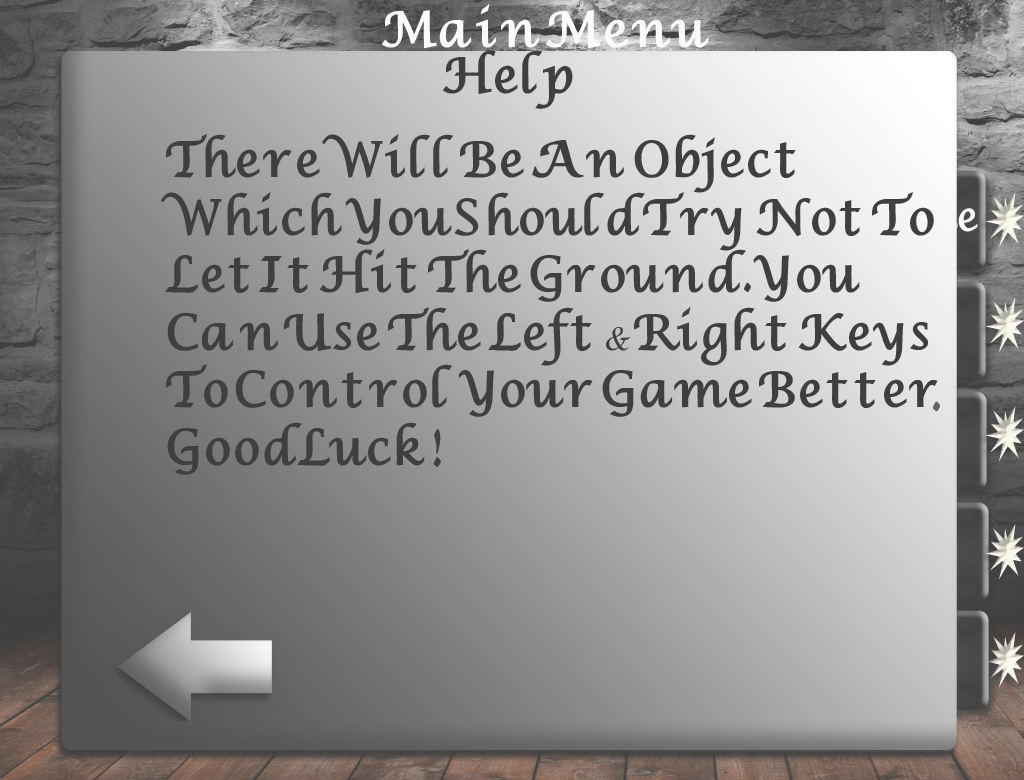 Main Menu
Help
There Will Be An Object
Which You Should Try Not To
Let It Hit The Ground. You
Can Use The Left & Right Keys
To Control Your Game Better.
Good Luck!
e